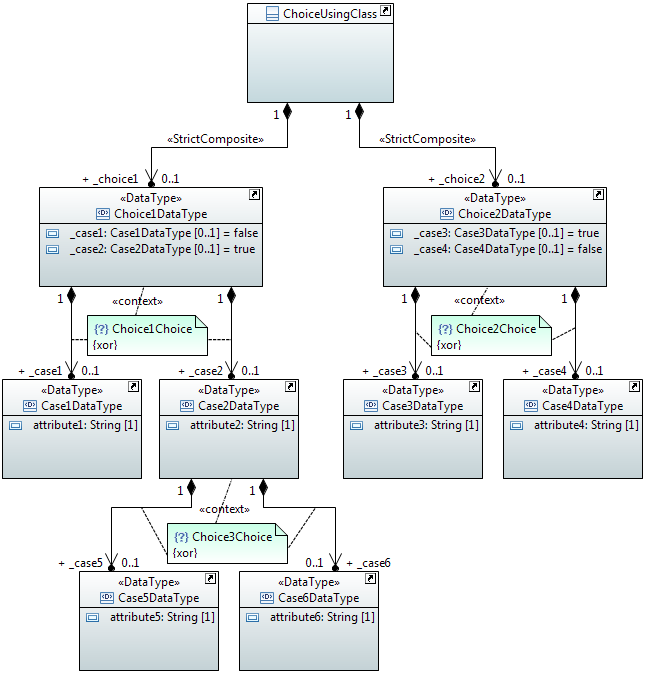 ChoiceUsingClass
1
1
«StrictComposite»
«StrictComposite»
+ _choice1
0..1
+ _choice2
0..1
«DataType»
Choice1DataType
_case1: Case1DataType [0..1] = false
_case2: Case2DataType [0..1] = true
«DataType»
Choice2DataType
_case3: Case3DataType [0..1] = true
_case4: Case4DataType [0..1] = false
1
«context»
1
1
«context»
1
{?} Choice1Choice
{xor}
{?} Choice2Choice
{xor}
+ _case1
0..1
+ _case2
0..1
+ _case3
0..1
+ _case4
0..1
«DataType»
Case1DataType
attribute1: String [1]
«DataType»
Case2DataType
attribute2: String [1]
«DataType»
Case3DataType
attribute3: String [1]
«DataType»
Case4DataType
attribute4: String [1]
1
1
«context»
{?} Choice3Choice
{xor}
+ _case5
0..1
0..1
+ _case6
«DataType»
Case5DataType
attribute5: String [1]
«DataType»
Case6DataType
attribute6: String [1]